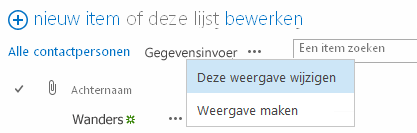 nieuw item of deze lijst bewerken
Alle contactpersonen Gegevensinvoer ••• Een item zoeken
Deze weergave wijzigen
Achternaam
Weergave maken
Wanders •••